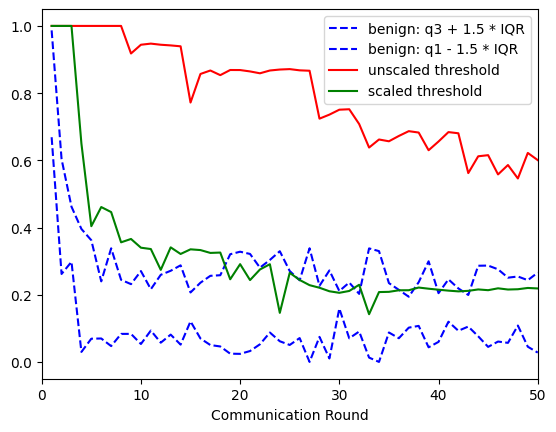 benign: q3 + 1.5 * IQR
benign: q1 - 1.5 * IQR
unscaled threshold
scaled threshold
1.0
0.8
0.6
0.4
0.2
0.0
0 10 20 30 40 50
Communication Round